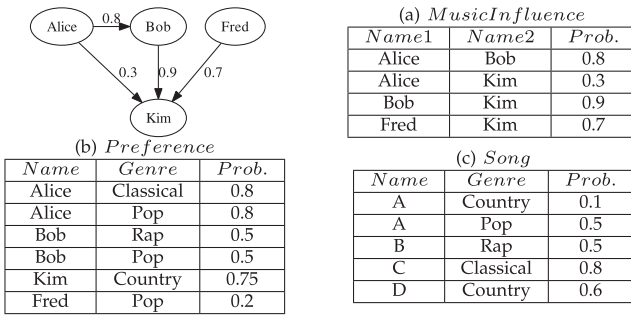 Alice 0.8 Bob Fred
0.3 0.9 0.7
Kim
(a) MusicInfluence
Name1 Name2 Prob.
Alice Bob 0.8
Alice Kim 0.3
Bob Kim 0.9
Fred Kim 0.7
(b) Preference
Name Genre Prob.
Alice Classical 0.8
Alice Pop 0.8
Bob Rap 0.5
Bob Pop 0.5
Kim Country 0.75
Fred Pop 0.2
(c) Song
Name Genre Prob.
A Country 0.1
A Pop 0.5
B Rap 0.5
C Classical 0.8
D Country 0.6